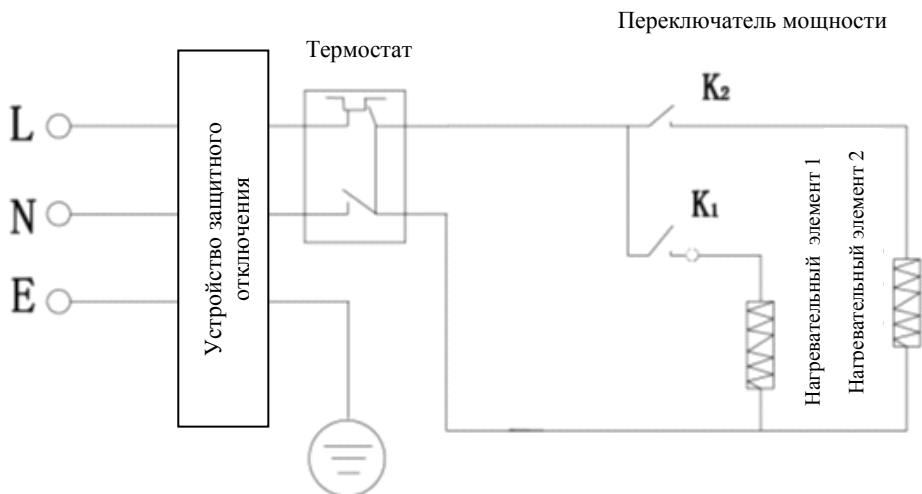 Переключатель мощности
Термостат
L
N
E
Устройство защитного
отключения
K₂
K₁
Нагревательный элемент 1
Нагревательный элемент 2